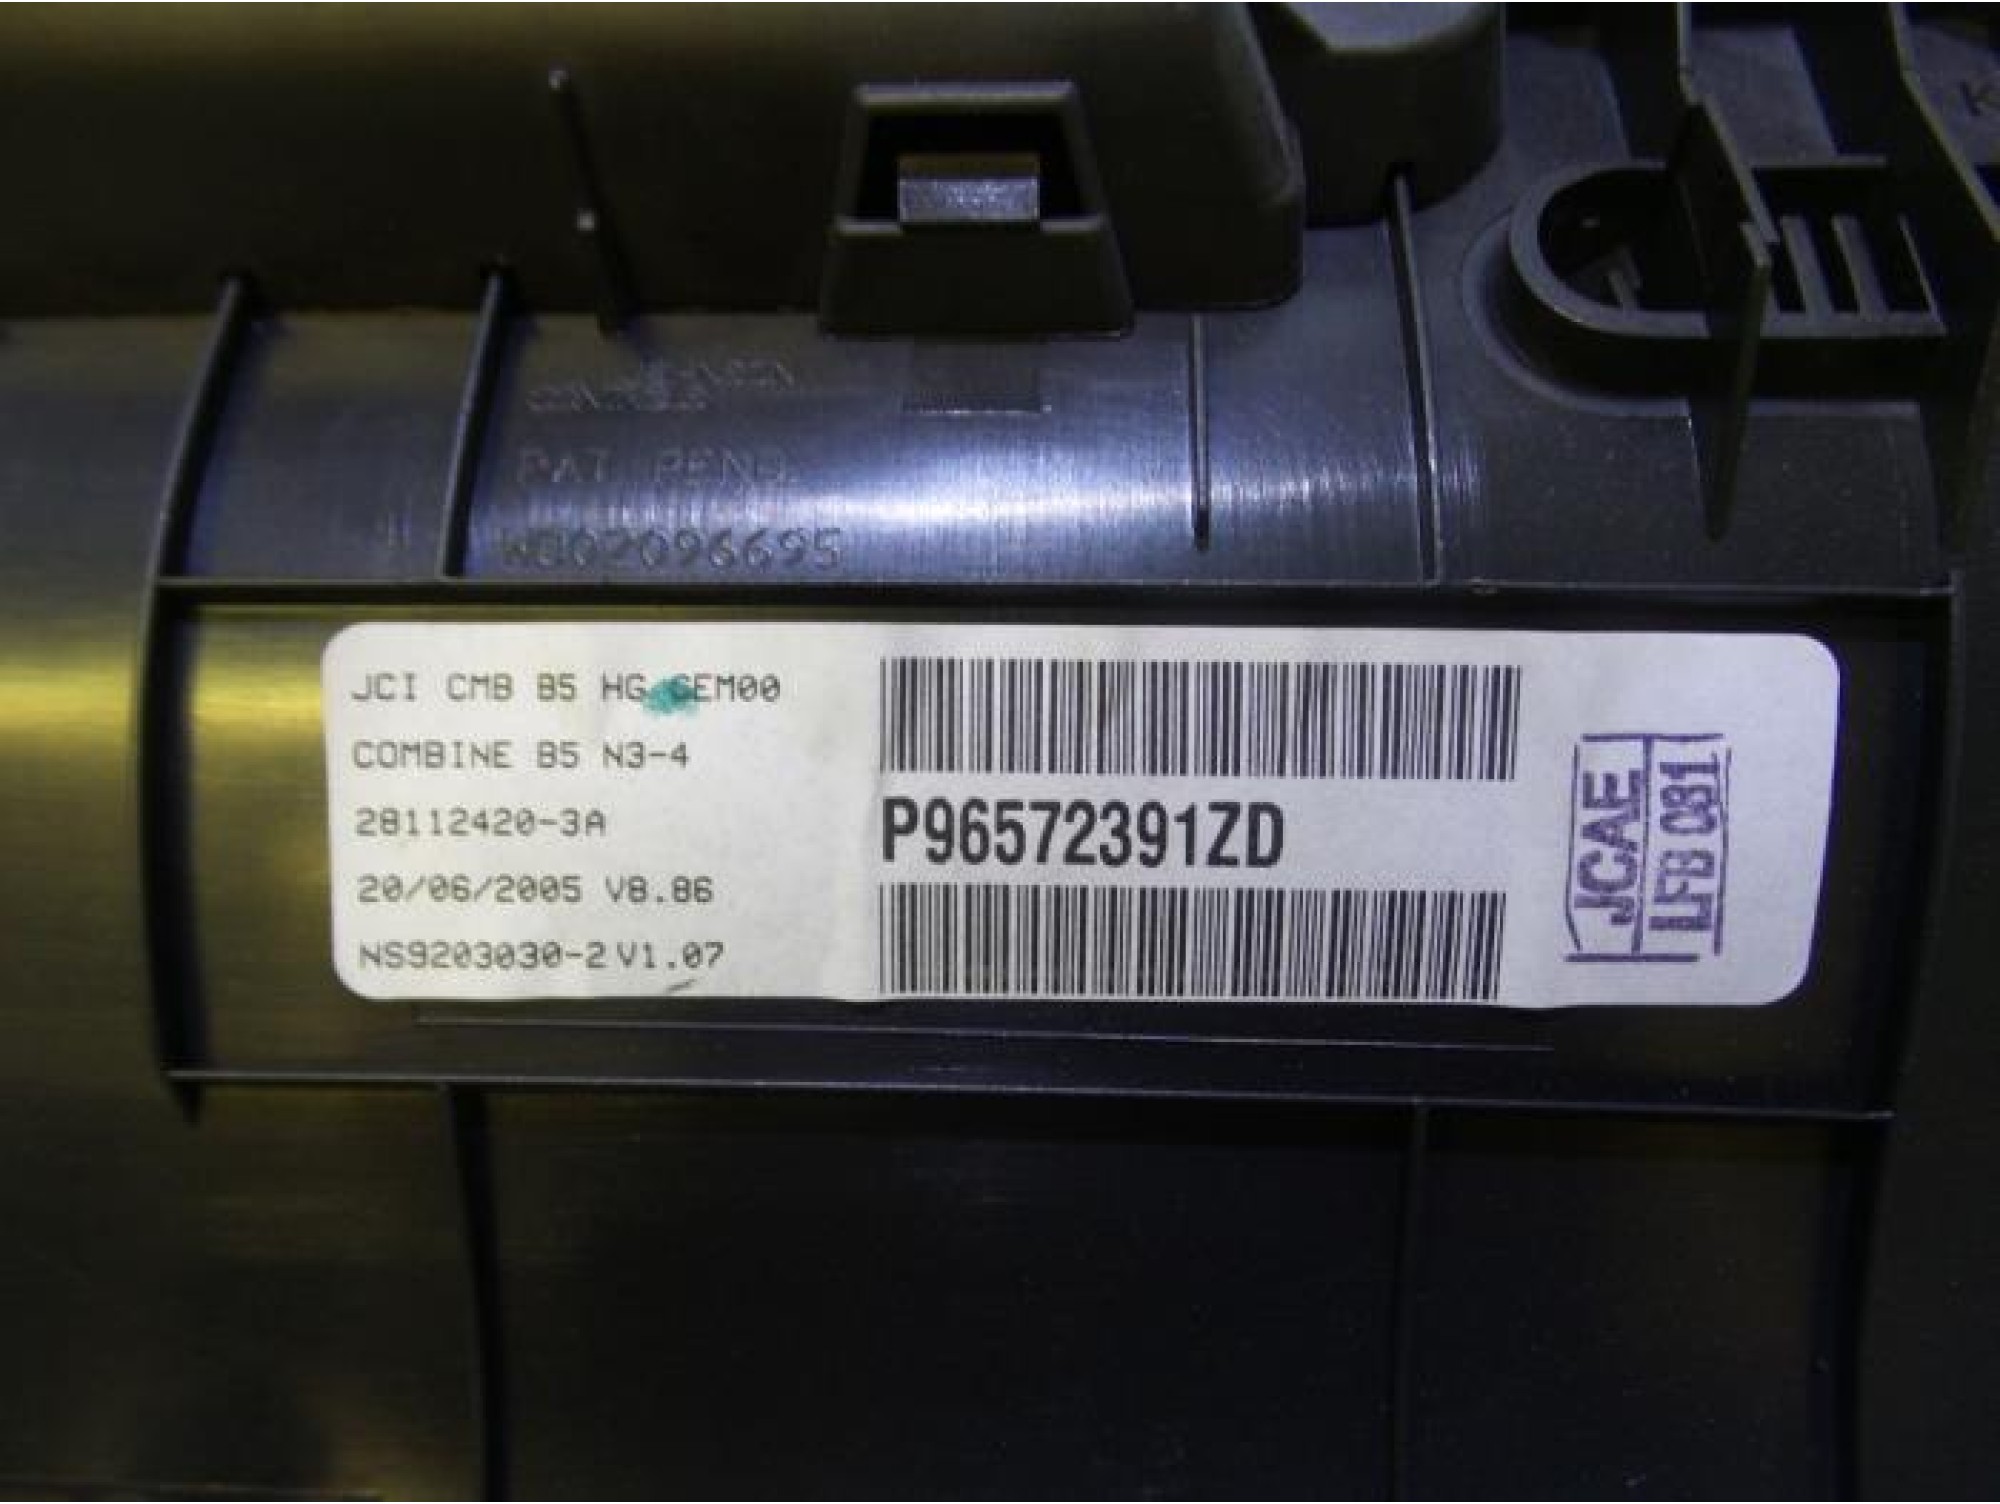 PAT PEND.
W002096695
JCI CMB B5 HG GEM00
COMBINE B5 N3-4
28112420-3A
20/06/2005 V8.86
NS9203030-2 V1.07
P96572391ZD
JCAE
LFB 081
K